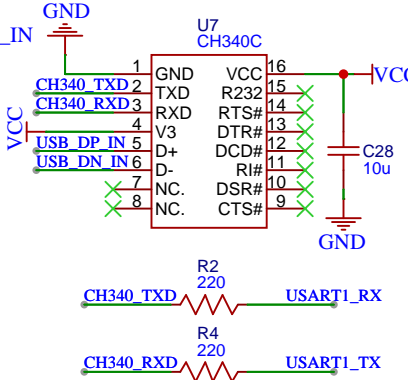 GND
_IN
U7
CH340C
1 GND VCC 16 VCC
CH340_TXD 2 TXD R232 15
CH340_RXD 3 RXD RTS# 14
VCC 4 V3 DTR# 13
USB_DP_IN 5 D+ DCD# 12
USB_DN_IN 6 D- RI# 11
7 NC. DSR# 10
8 NC. CTS# 9
C28
10u
GND
R2
220
CH340_TXD USART1_RX
R4
220
CH340_RXD USART1_TX